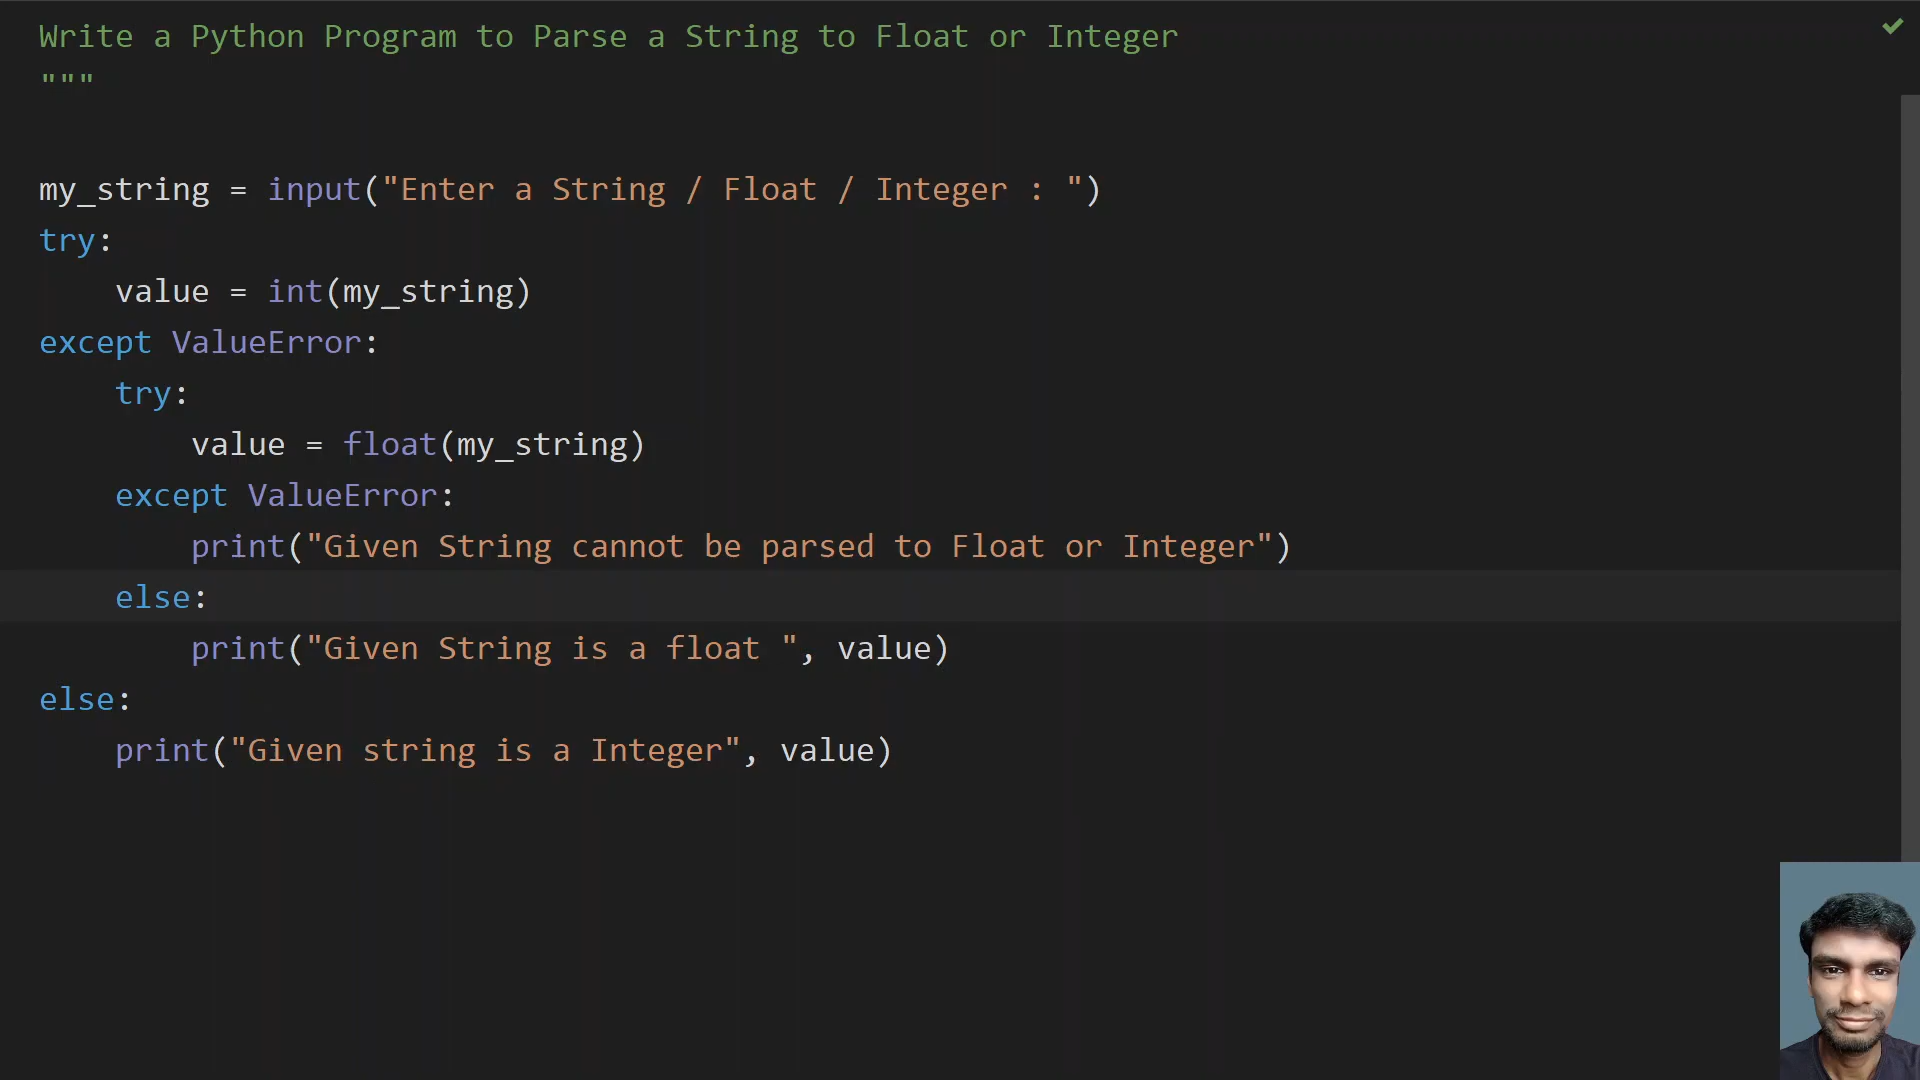 Write a Python Program to Parse a String to Float or Integer
"""
my_string = input("Enter a String / Float / Integer : ")
try:
    value = int(my_string)
except ValueError:
    try:
        value = float(my_string)
    except ValueError:
        print("Given String cannot be parsed to Float or Integer")
    else:
        print("Given String is a float ", value)
else:
    print("Given string is a Integer", value)